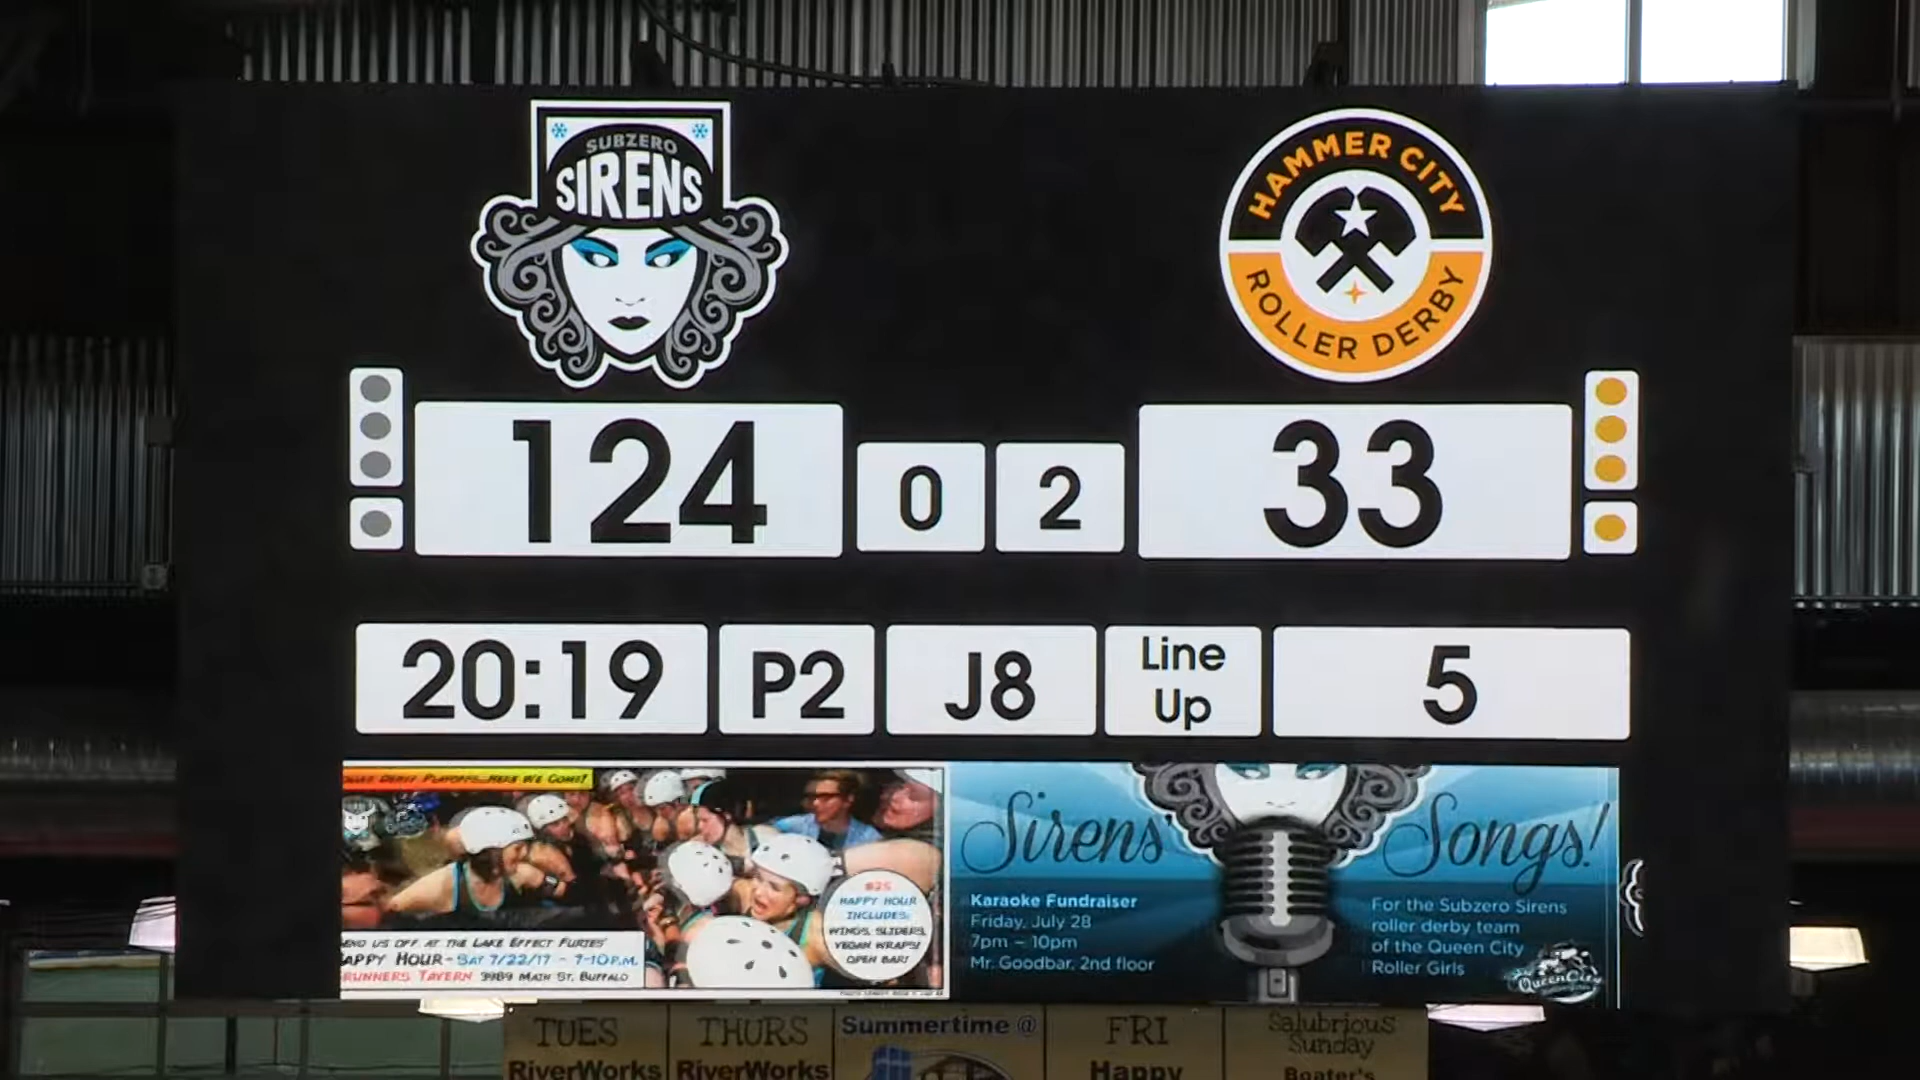 SUBZERO
SIRENS
HAMMER CITY
ROLLER DERBY
124
0
2
33
20:19
P2
J8
Line
Up
5
DERBY PLAYOFFS...HERE WE COME!
$25
HAPPY HOUR
INCLUDES:
WINGS, SLIDERS,
VEGAN WRAPS!
OPEN BAR!
US OFF AT THE LAKE EFFECT FURIES'
HAPPY HOUR - SAT 7/22/17 - 7-10P.M.
RUNNERS TAVERN 3989 MAIN ST. BUFFALO
Sirens' Songs!
Karaoke Fundraiser
Friday, July 28
7pm – 10pm
Mr. Goodbar, 2nd floor
For the Subzero Sirens
roller derby team
of the Queen City
Roller Girls
Queen City
TUES
RiverWorks
THURS
RiverWorks
Summertime @
FRI
Happy
Salubrious
Sunday
Boater's